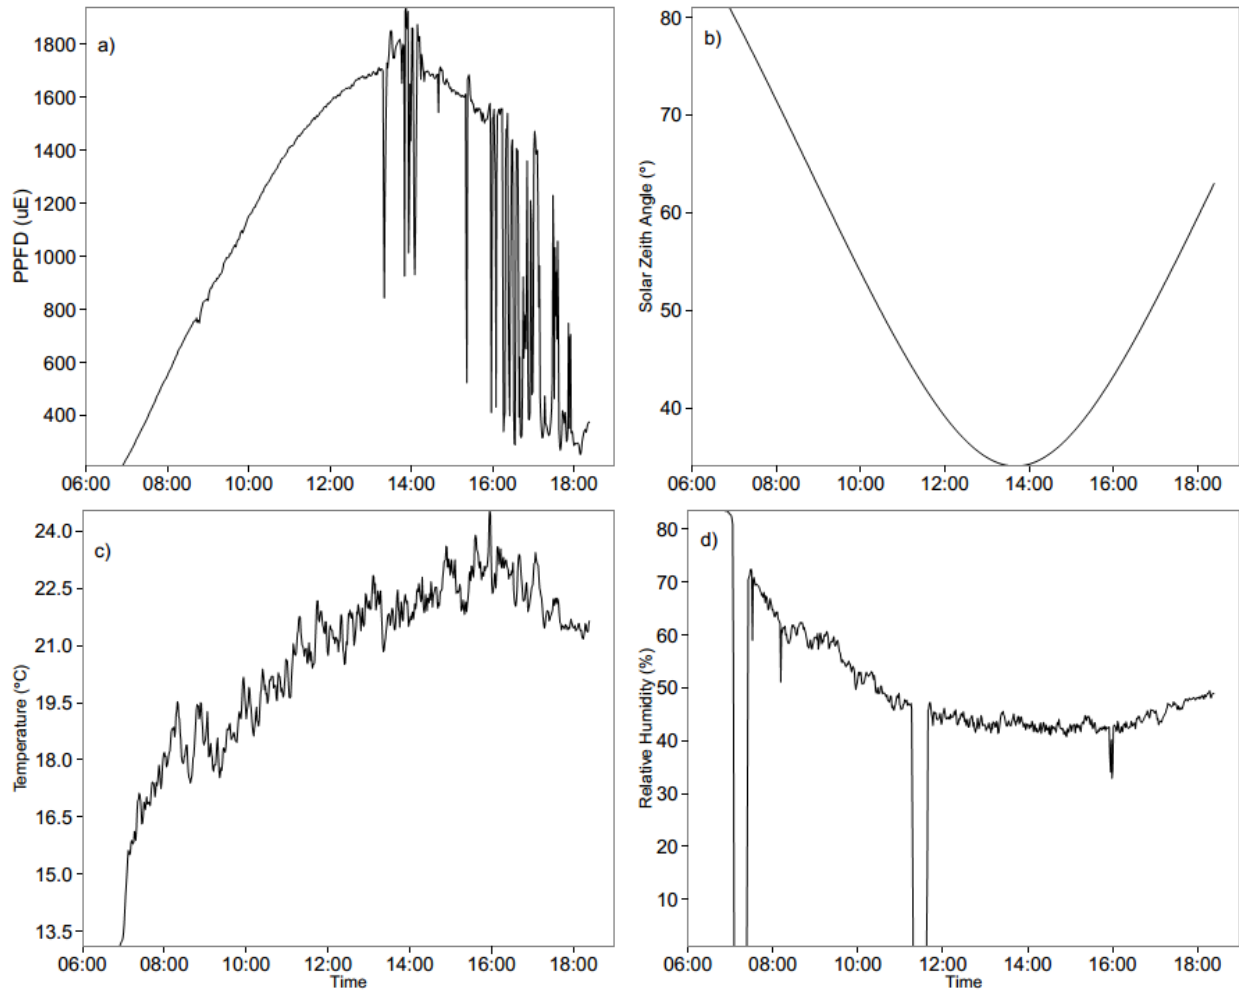 a)
PPFD (uE)
1800
1600
1400
1200
1000
800
600
400
06:00 08:00 10:00 12:00 14:00 16:00 18:00
b)
Solar Zeith Angle (°)
80
70
60
50
40
06:00 08:00 10:00 12:00 14:00 16:00 18:00
c)
Temperature (°C)
24.0
22.5
21.0
19.5
18.0
16.5
15.0
13.5
06:00 08:00 10:00 12:00 14:00 16:00 18:00
Time
d)
Relative Humidity (%)
80
70
60
50
40
30
20
10
06:00 08:00 10:00 12:00 14:00 16:00 18:00
Time